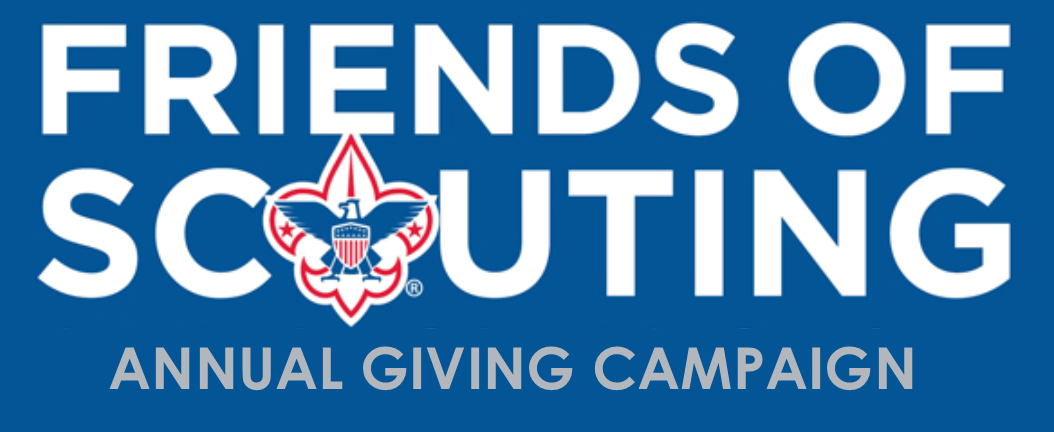 FRIENDS OF
SCOUTING
®
ANNUAL GIVING CAMPAIGN